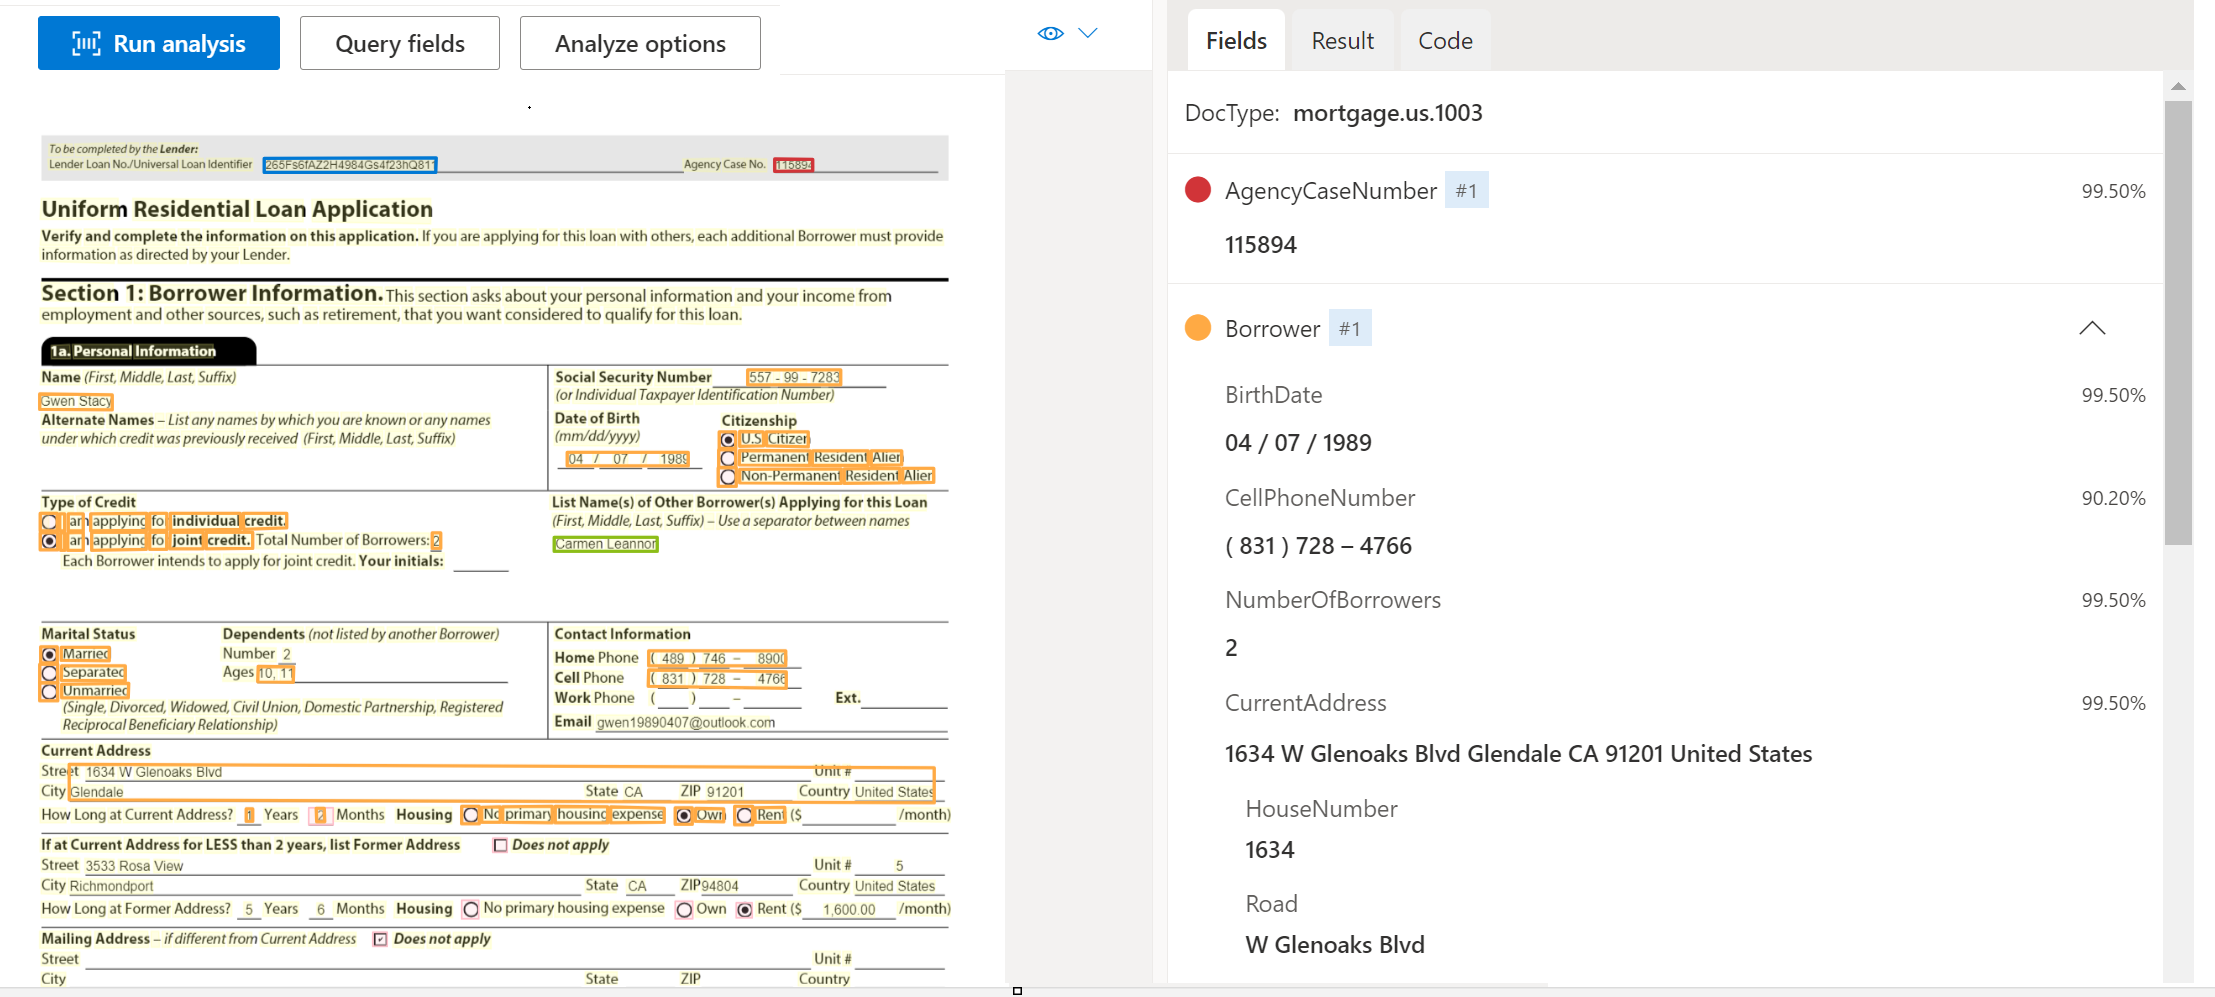 Run analysis
Query fields
Analyze options
To be completed by the Lender:
Lender Loan No./Universal Loan Identifier 265Fs6fAZ2H4984Gs4f23hQ811 Agency Case No. 115894
Uniform Residential Loan Application
Verify and complete the information on this application. If you are applying for this loan with others, each additional Borrower must provide
information as directed by your Lender.
Section 1: Borrower Information. This section asks about your personal information and your income from
employment and other sources, such as retirement, that you want considered to qualify for this loan.
1a. Personal Information
Name (First, Middle, Last, Suffix)
Gwen Stacy
Alternate Names – List any names by which you are known or any names
under which credit was previously received (First, Middle, Last, Suffix)
Social Security Number 557 - 99 - 7283
(or Individual Taxpayer Identification Number)
Date of Birth
(mm/dd/yyyy)
04 / 07 / 1989
Citizenship
U.S Citizen
Permanent Resident Alien
Non-Permanent Resident Alien
Type of Credit
I am applying for individual credit.
I am applying for joint credit. Total Number of Borrowers: 2
Each Borrower intends to apply for joint credit. Your initials:
List Name(s) of Other Borrower(s) Applying for this Loan
(First, Middle, Last, Suffix) – Use a separator between names
Carmen Leannor
Marital Status
Married
Separated
Unmarried
(Single, Divorced, Widowed, Civil Union, Domestic Partnership, Registered
Reciprocal Beneficiary Relationship)
Dependents (not listed by another Borrower)
Number 2
Ages 10, 11
Contact Information
Home Phone ( 489 ) 746 – 8900
Cell Phone ( 831 ) 728 – 4766
Work Phone ( ) – Ext.
Email gwen19890407@outlook.com
Current Address
Street 1634 W Glenoaks Blvd Unit #
City Glendale State CA ZIP 91201 Country United States
How Long at Current Address? 1 Years 2 Months Housing No primary housing expense Own Rent ($ /month)
If at Current Address for LESS than 2 years, list Former Address Does not apply
Street 3533 Rosa View Unit # 5
City Richmondport State CA ZIP 94804 Country United States
How Long at Former Address? 5 Years 6 Months Housing No primary housing expense Own Rent ($ 1,600.00 /month)
Mailing Address – if different from Current Address Does not apply
Street Unit #
City State ZIP Country
Fields
Result
Code
DocType: mortgage.us.1003
AgencyCaseNumber #1 99.50%
115894
Borrower #1
BirthDate 99.50%
04 / 07 / 1989
CellPhoneNumber 90.20%
( 831 ) 728 – 4766
NumberOfBorrowers 99.50%
2
CurrentAddress 99.50%
1634 W Glenoaks Blvd Glendale CA 91201 United States
HouseNumber
1634
Road
W Glenoaks Blvd